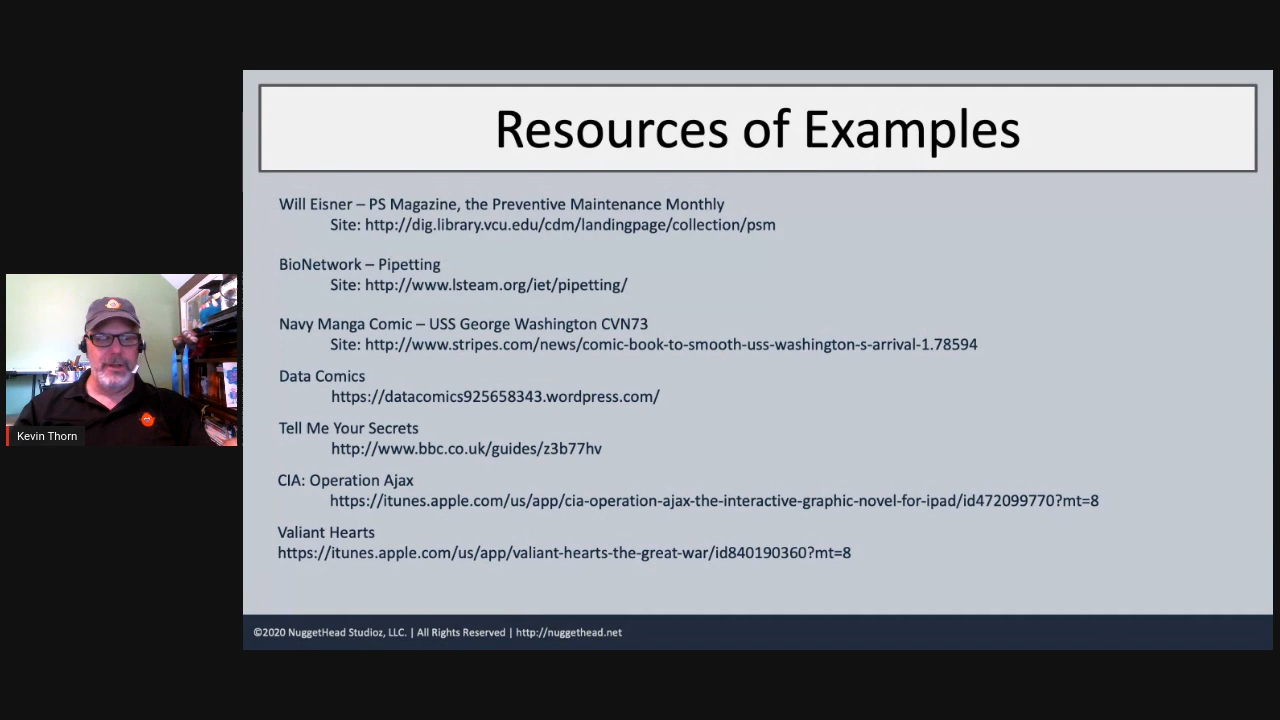 Resources of Examples
Will Eisner – PS Magazine, the Preventive Maintenance Monthly
Site: http://dig.library.vcu.edu/cdm/landingpage/collection/psm
BioNetwork – Pipetting
Site: http://www.lsteam.org/iet/pipetting/
Navy Manga Comic – USS George Washington CVN73
Site: http://www.stripes.com/news/comic-book-to-smooth-uss-washington-s-arrival-1.78594
Data Comics
https://datacomics925658343.wordpress.com/
Tell Me Your Secrets
http://www.bbc.co.uk/guides/z3b77hv
CIA: Operation Ajax
https://itunes.apple.com/us/app/cia-operation-ajax-the-interactive-graphic-novel-for-ipad/id472099770?mt=8
Valiant Hearts
https://itunes.apple.com/us/app/valiant-hearts-the-great-war/id840190360?mt=8
©2020 NuggetHead Studioz, LLC. | All Rights Reserved | http://nuggethead.net
Kevin Thorn